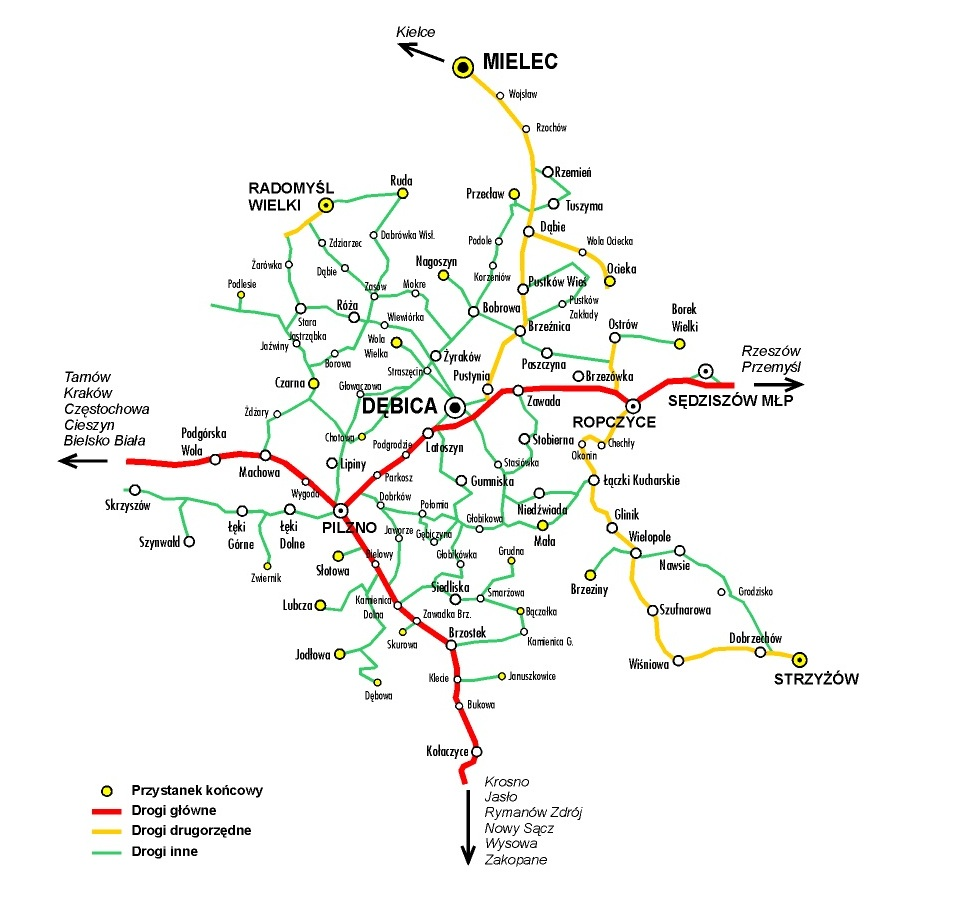 Kielce
MIELEC
Wojsław
Rzochów
Rzemień
Ruda
RADOMYŚL
WIELKI
Przecław
Tuszyma
Dąbie
Dąbrówka Wisł.
Zdziarzec
Podole
Wola Ociecka
Nagoszyn
Żarówka
Dąbie
Korzeniów
Ocieka
Podlesie
Zasów
Mokre
Pustków Wieś
Róża
Pustków
Zakłady
Bobrowa
Borek
Wielki
Stara
Jastrząbka
Wiewiórka
Brzeźnica
Ostrów
Jaźwiny
Wola
Wielka
Borowa
Żyraków
Paszczyna
Rzeszów
Przemyśl
Straszęcin
Pustynia
Brzezówka
Tarnów
Kraków
Częstochowa
Cieszyn
Bielsko Biała
Czarna
Głowaczowa
DĘBICA
Zawada
SĘDZISZÓW MŁP
Żdżary
ROPCZYCE
Podgórska
Wola
Chotowa
Podgrodzie
Latoszyn
Stobierna
Chechły
Okonin
Machowa
Lipiny
Parkosz
Stasiówka
Wygoda
Gumniska
Łączki Kucharskie
Skrzyszów
Dobrków
Połomia
Niedźwiada
PILZNO
Głobikowa
Glinik
Szynwałd
Łęki
Górne
Łęki
Dolne
Jaworze
Gębiczyna
Mała
Wielopole
Zwiernik
Słotowa
Bielowy
Głobikówka
Grudna
Nawsie
Brzeziny
Siedliska
Smarżowa
Grodzisko
Lubcza
Kamienica
Dolna
Zawadka Brz.
Bączałka
Szufnarowa
Skurowa
Brzostek
Kamienica G.
Dobrzechów
Jodłowa
Wiśniowa
Dębowa
Klecie
Januszkowice
STRZYŻÓW
Bukowa
Kołaczyce
Krosno
Jasło
Rymanów Zdrój
Nowy Sącz
Wysowa
Zakopane
Przystanek końcowy
Drogi główne
Drogi drugorzędne
Drogi inne